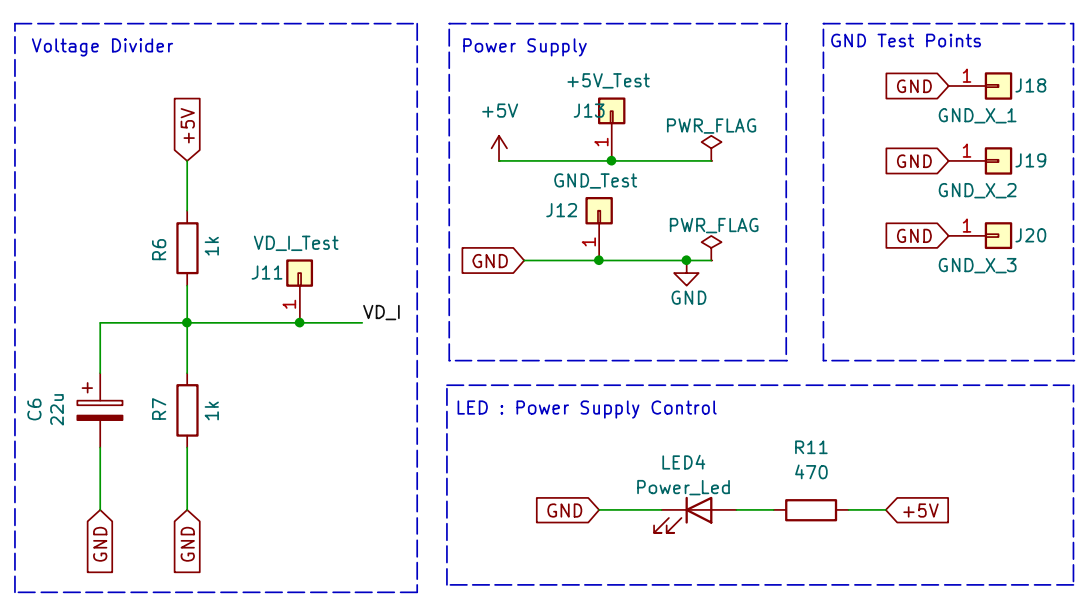 Voltage Divider
+5V
R6
1k
VD_I_Test
J11
1
VD_I
C6
22u
+
R7
1k
GND
GND
Power Supply
+5V_Test
+5V
J13
1
PWR_FLAG
GND_Test
J12
1
PWR_FLAG
GND
GND
GND Test Points
GND
1
J18
GND_X_1
GND
1
J19
GND_X_2
GND
1
J20
GND_X_3
LED : Power Supply Control
LED4
Power_Led
R11
470
GND
+5V